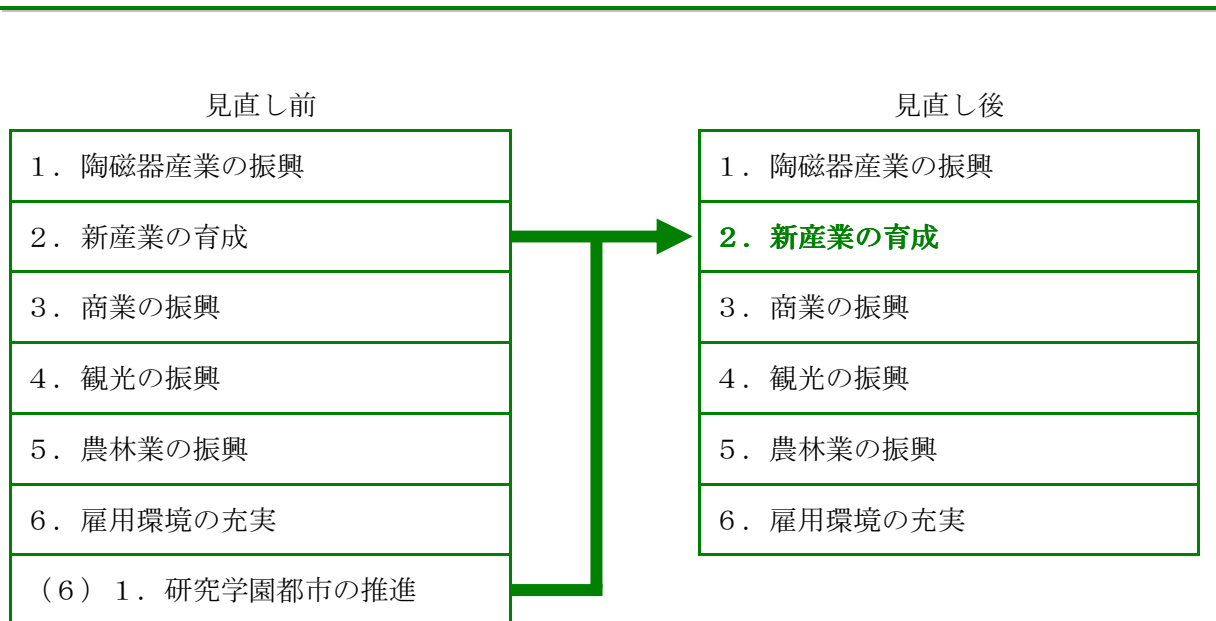 見直し前
１．陶磁器産業の振興
２．新産業の育成
３．商業の振興
４．観光の振興
５．農林業の振興
６．雇用環境の充実
（６）１．研究学園都市の推進
見直し後
１．陶磁器産業の振興
２．新産業の育成
３．商業の振興
４．観光の振興
５．農林業の振興
６．雇用環境の充実